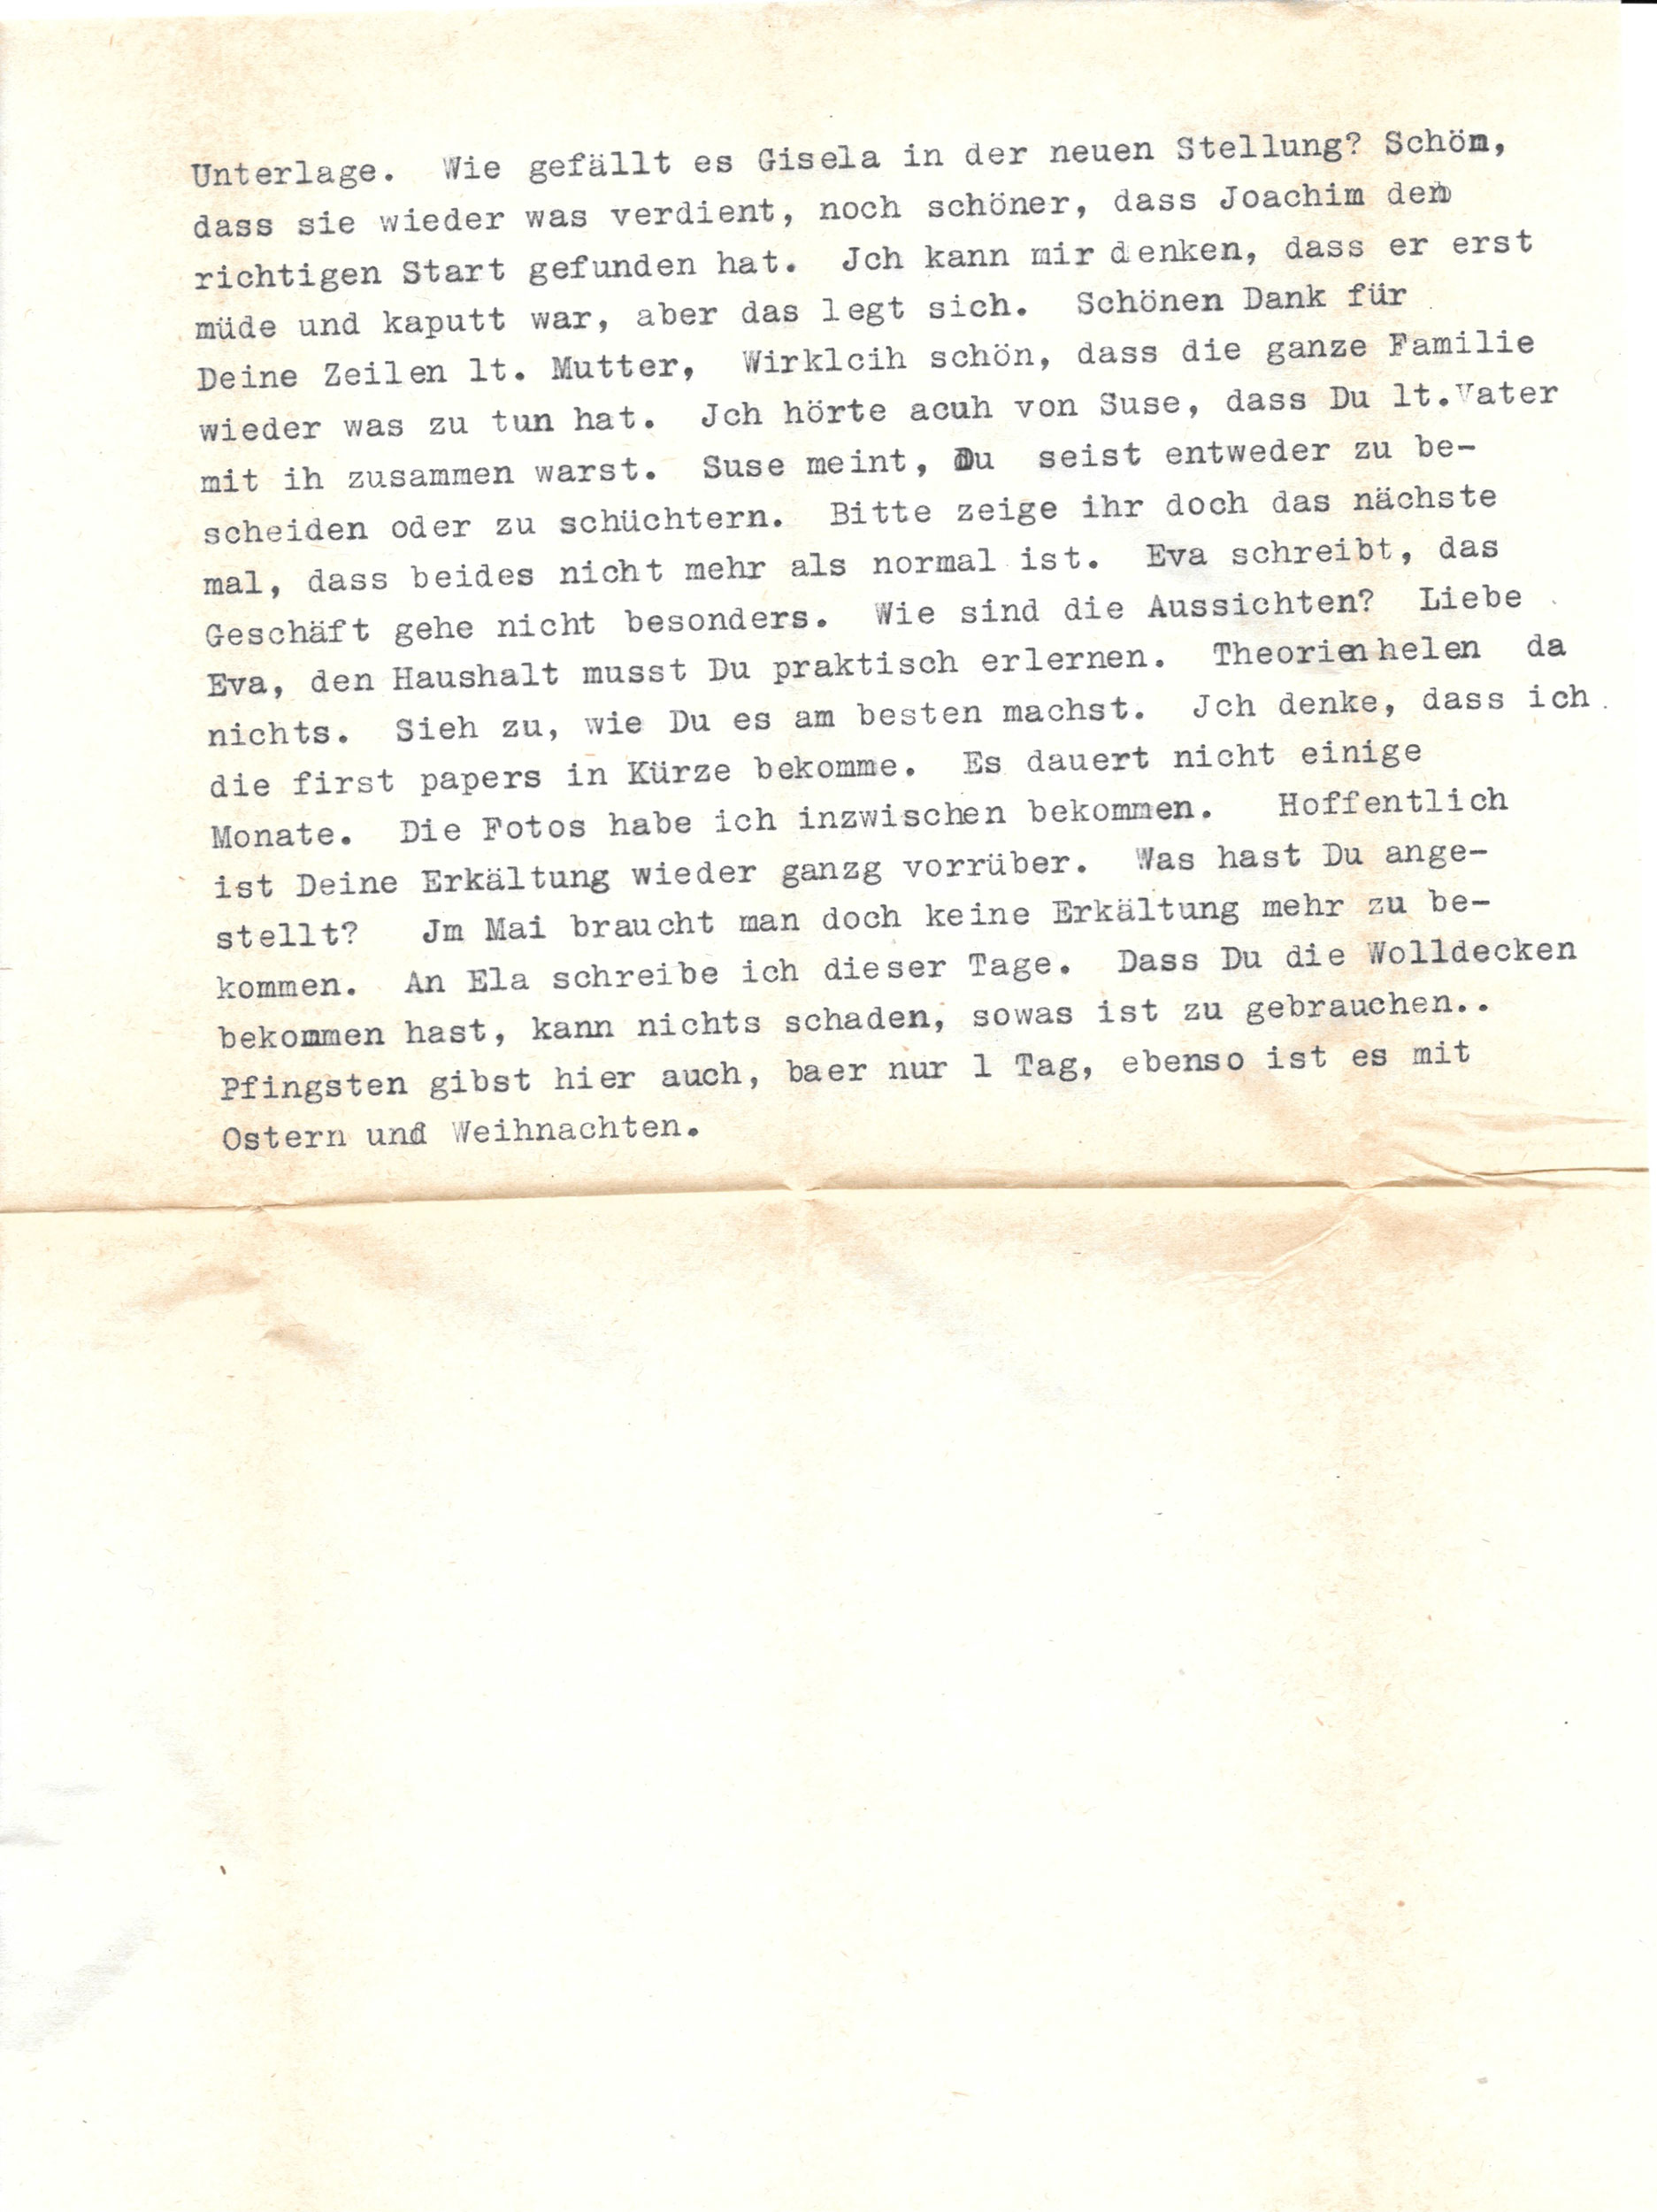 Unterlage.  Wie gefällt es Gisela in der neuen Stellung? Schön,
dass sie wieder was verdient, noch schöner, dass Joachim den
richtigen Start gefunden hat.  Jch kann mir denken, dass er erst
müde und kaputt war, aber das legt sich.  Schönen Dank für
Deine Zeilen lt. Mutter,  Wirklcih schön, dass die ganze Familie
wieder was zu tun hat.  Jch hörte acuh von Suse, dass Du lt.Vater
mit ih zusammen warst.  Suse meint, Du  seist entweder zu be-
scheiden oder zu schüchtern.  Bitte zeige ihr doch das nächste
mal, dass beides nicht mehr als normal ist.  Eva schreibt, das
Geschäft gehe nicht besonders.  Wie sind die Aussichten?  Liebe
Eva, den Haushalt musst Du praktisch erlernen.  Theorien helen  da
nichts.  Sieh zu, wie Du es am besten machst.  Jch denke, dass ich
die first papers in Kürze bekomme.  Es dauert nicht einige
Monate.  Die Fotos habe ich inzwischen bekommen.   Hoffentlich
ist Deine Erkältung wieder ganzg vorrüber.  Was hast Du ange-
stellt?   Jm Mai braucht man doch keine Erkältung mehr zu be-
kommen.  An Ela schreibe ich dieser Tage.  Dass Du die Wolldecken
bekommen hast, kann nichts schaden, sowas ist zu gebrauchen..
Pfingsten gibst hier auch, baer nur 1 Tag, ebenso ist es mit
Ostern und Weihnachten.